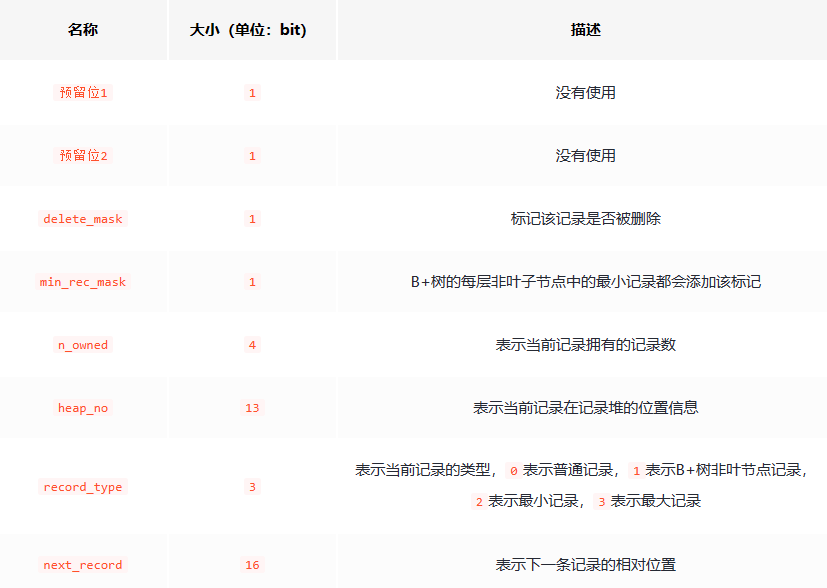 名称 大小（单位：bit） 描述
预留位1 1 没有使用
预留位2 1 没有使用
delete_mask 1 标记该记录是否被删除
min_rec_mask 1 B+树的每层非叶子节点中的最小记录都会添加该标记
n_owned 4 表示当前记录拥有的记录数
heap_no 13 表示当前记录在记录堆的位置信息
record_type 3 表示当前记录的类型，0 表示普通记录，1 表示B+树非叶节点记录，
2 表示最小记录，3 表示最大记录
next_record 16 表示下一条记录的相对位置